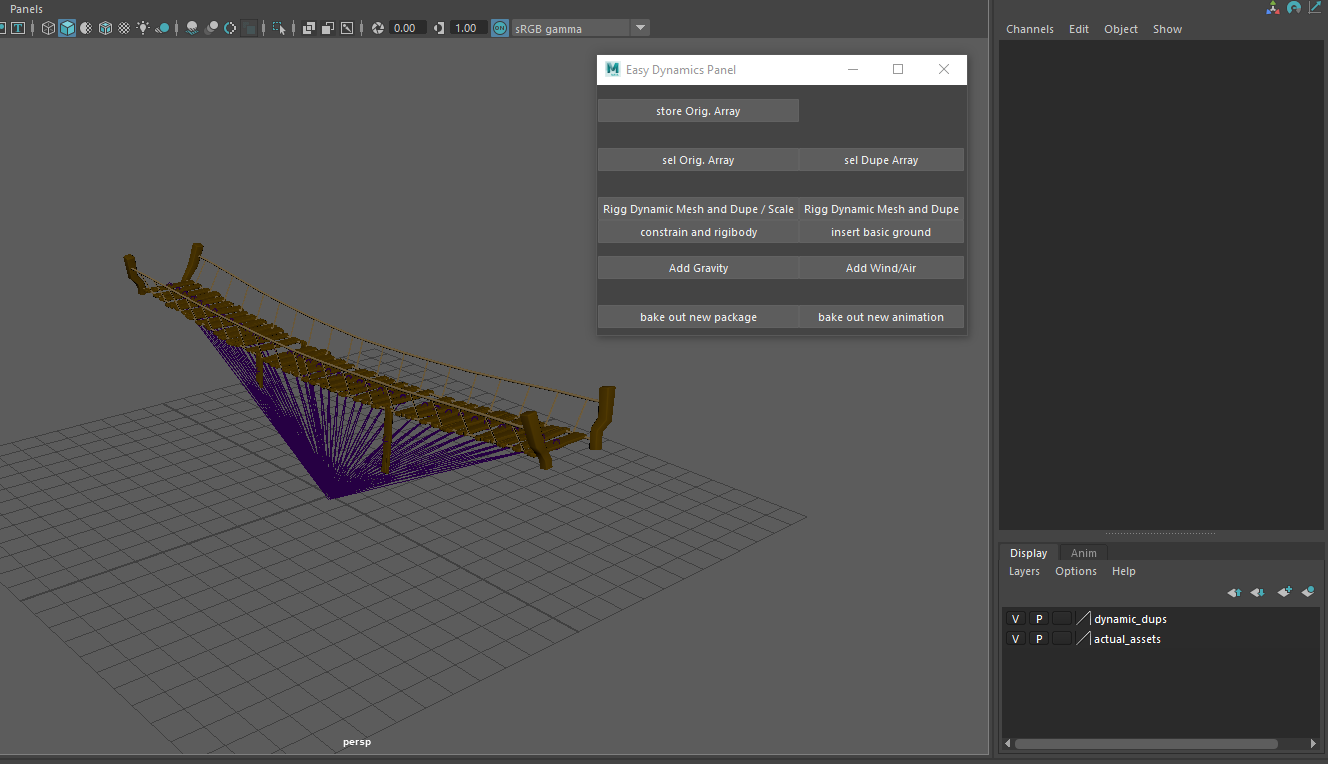 Panels
T
0.00
1.00
ON
sRGB gamma
M
Easy Dynamics Panel
store Orig. Array
sel Orig. Array
sel Dupe Array
Rigg Dynamic Mesh and Dupe / Scale
Rigg Dynamic Mesh and Dupe
constrain and rigibody
insert basic ground
Add Gravity
Add Wind/Air
bake out new package
bake out new animation
persp
Channels Edit Object Show
Display Anim
Layers Options Help
V P dynamic_dups
V P actual_assets